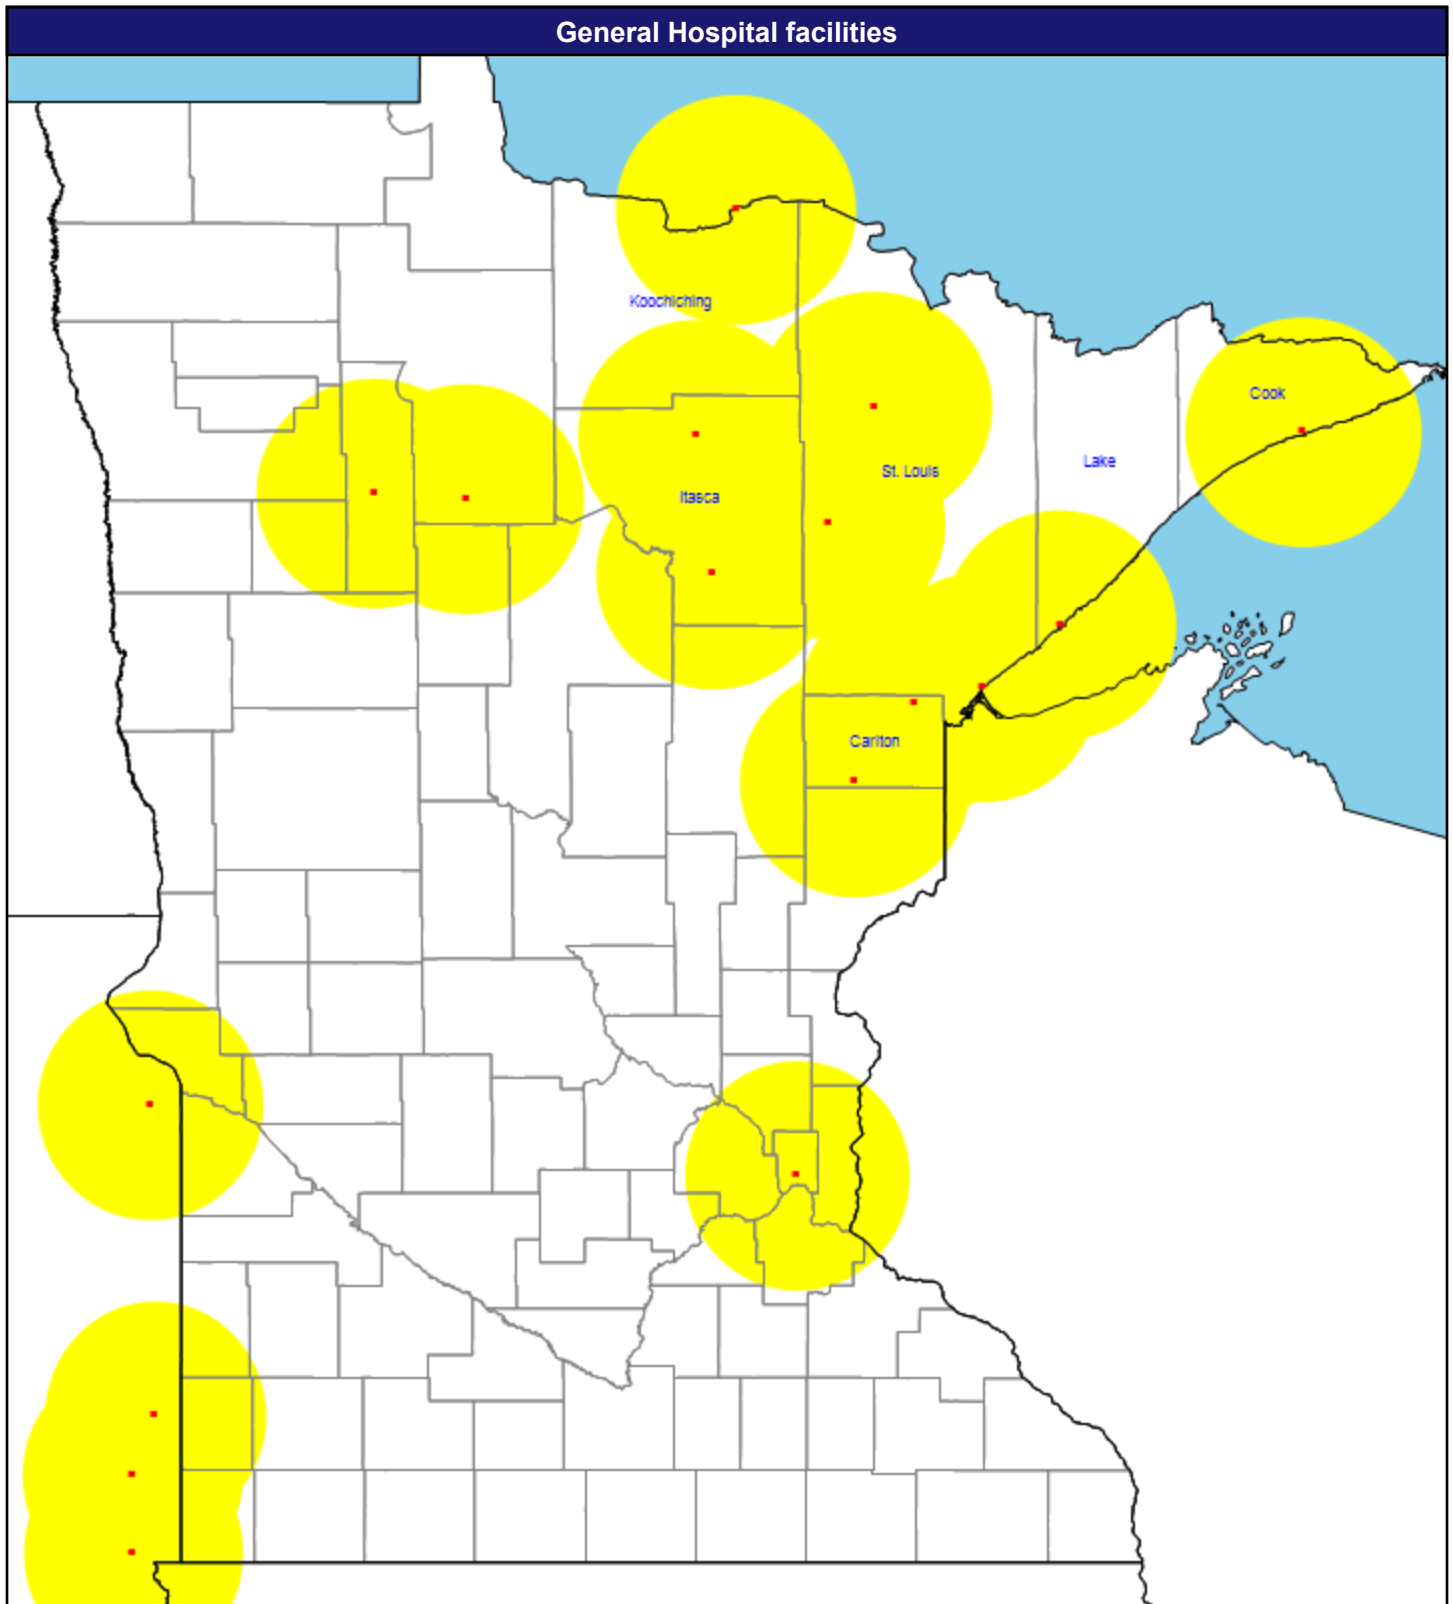 General Hospital facilities
Koochiching
Cook
Lake
St. Louis
Itasca
Carlton